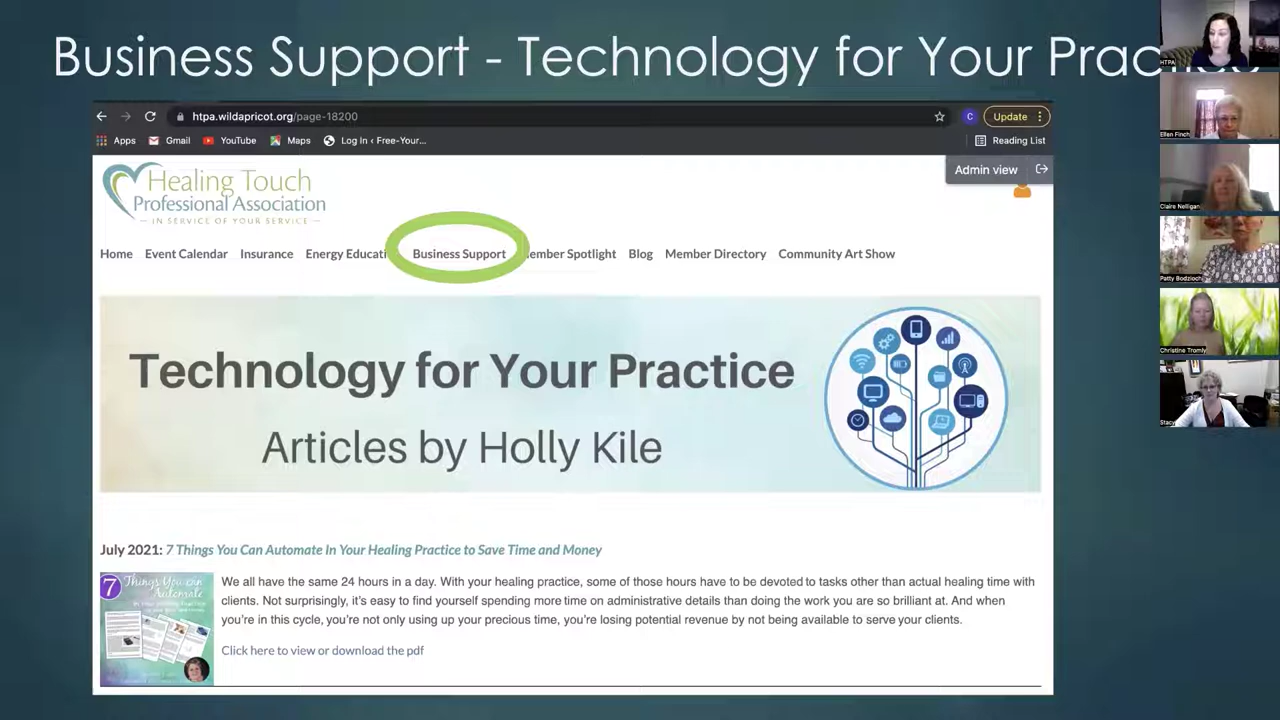 Business Support - Technology for Your Practice
HTPA
Ellen Finch
Claire Nelligan
Patty Bodzioch
Christine Tromly
Stacy
htpa.wildapricot.org/page-18200
C
Update
Apps Gmail YouTube Maps Log In ‹ Free-Your... Reading List
Admin view
Healing Touch
Professional Association
IN SERVICE OF YOUR SERVICE
Home Event Calendar Insurance Energy Educati Business Support ember Spotlight Blog Member Directory Community Art Show
Technology for Your Practice
Articles by Holly Kile
July 2021: 7 Things You Can Automate In Your Healing Practice to Save Time and Money
7 Things You can
Automate
We all have the same 24 hours in a day. With your healing practice, some of those hours have to be devoted to tasks other than actual healing time with
clients. Not surprisingly, it's easy to find yourself spending more time on administrative details than doing the work you are so brilliant at. And when
you're in this cycle, you're not only using up your precious time, you're losing potential revenue by not being available to serve your clients.
Click here to view or download the pdf